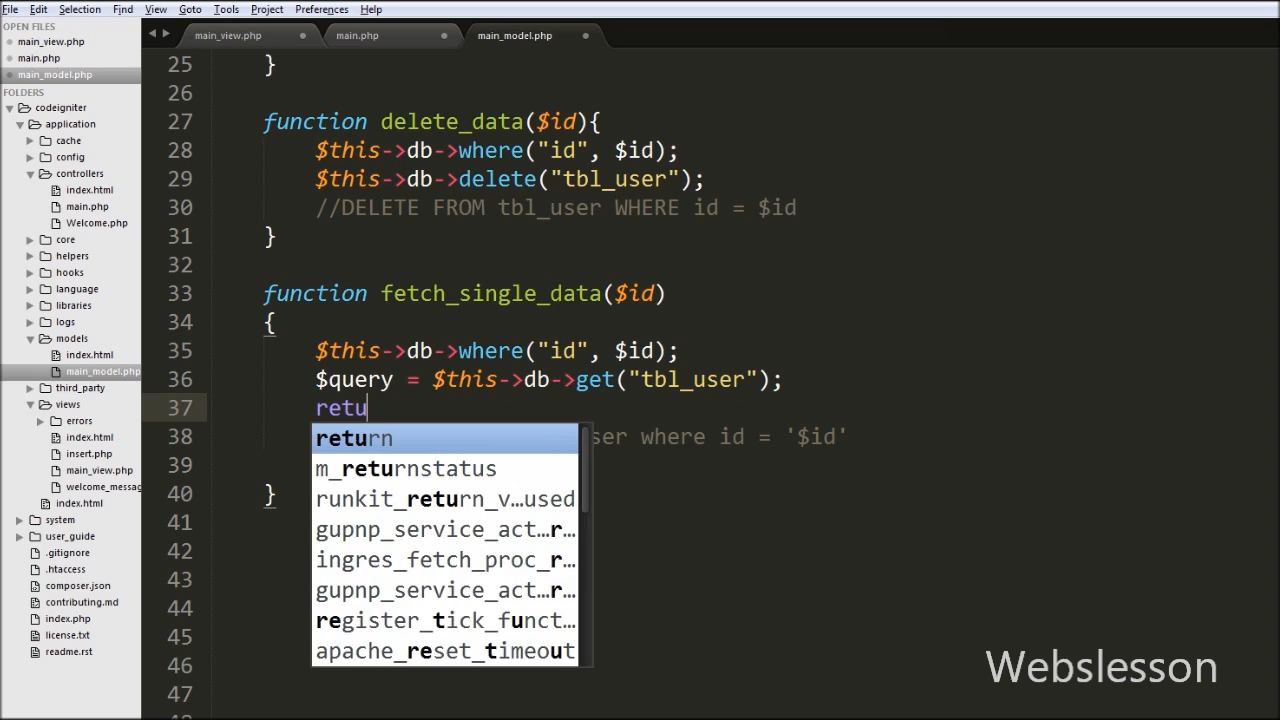 File Edit Selection Find View Goto Tools Project Preferences Help
OPEN FILES
main_view.php
main.php
main_model.php
FOLDERS
codeigniter
application
cache
config
controllers
index.html
main.php
Welcome.php
core
helpers
hooks
language
libraries
logs
models
index.html
main_model.php
third_party
views
errors
index.html
insert.php
main_view.php
welcome_messag
index.html
system
user_guide
.gitignore
.htaccess
composer.json
contributing.md
index.php
license.txt
readme.rst
main_view.php main.php main_model.php
25 }
26
27 function delete_data($id){
28 $this->db->where("id", $id);
29 $this->db->delete("tbl_user");
30 //DELETE FROM tbl_user WHERE id = $id
31 }
32
33 function fetch_single_data($id)
34 {
35 $this->db->where("id", $id);
36 $query = $this->db->get("tbl_user");
37 retu
38 ser where id = '$id'
39
40 }
41
42
43
44
45
46
47
return
m_returnstatus
runkit_return_v…used
gupnp_service_act…r…
ingres_fetch_proc_r…
gupnp_service_act…r…
register_tick_funct…
apache_reset_timeout
Webslesson